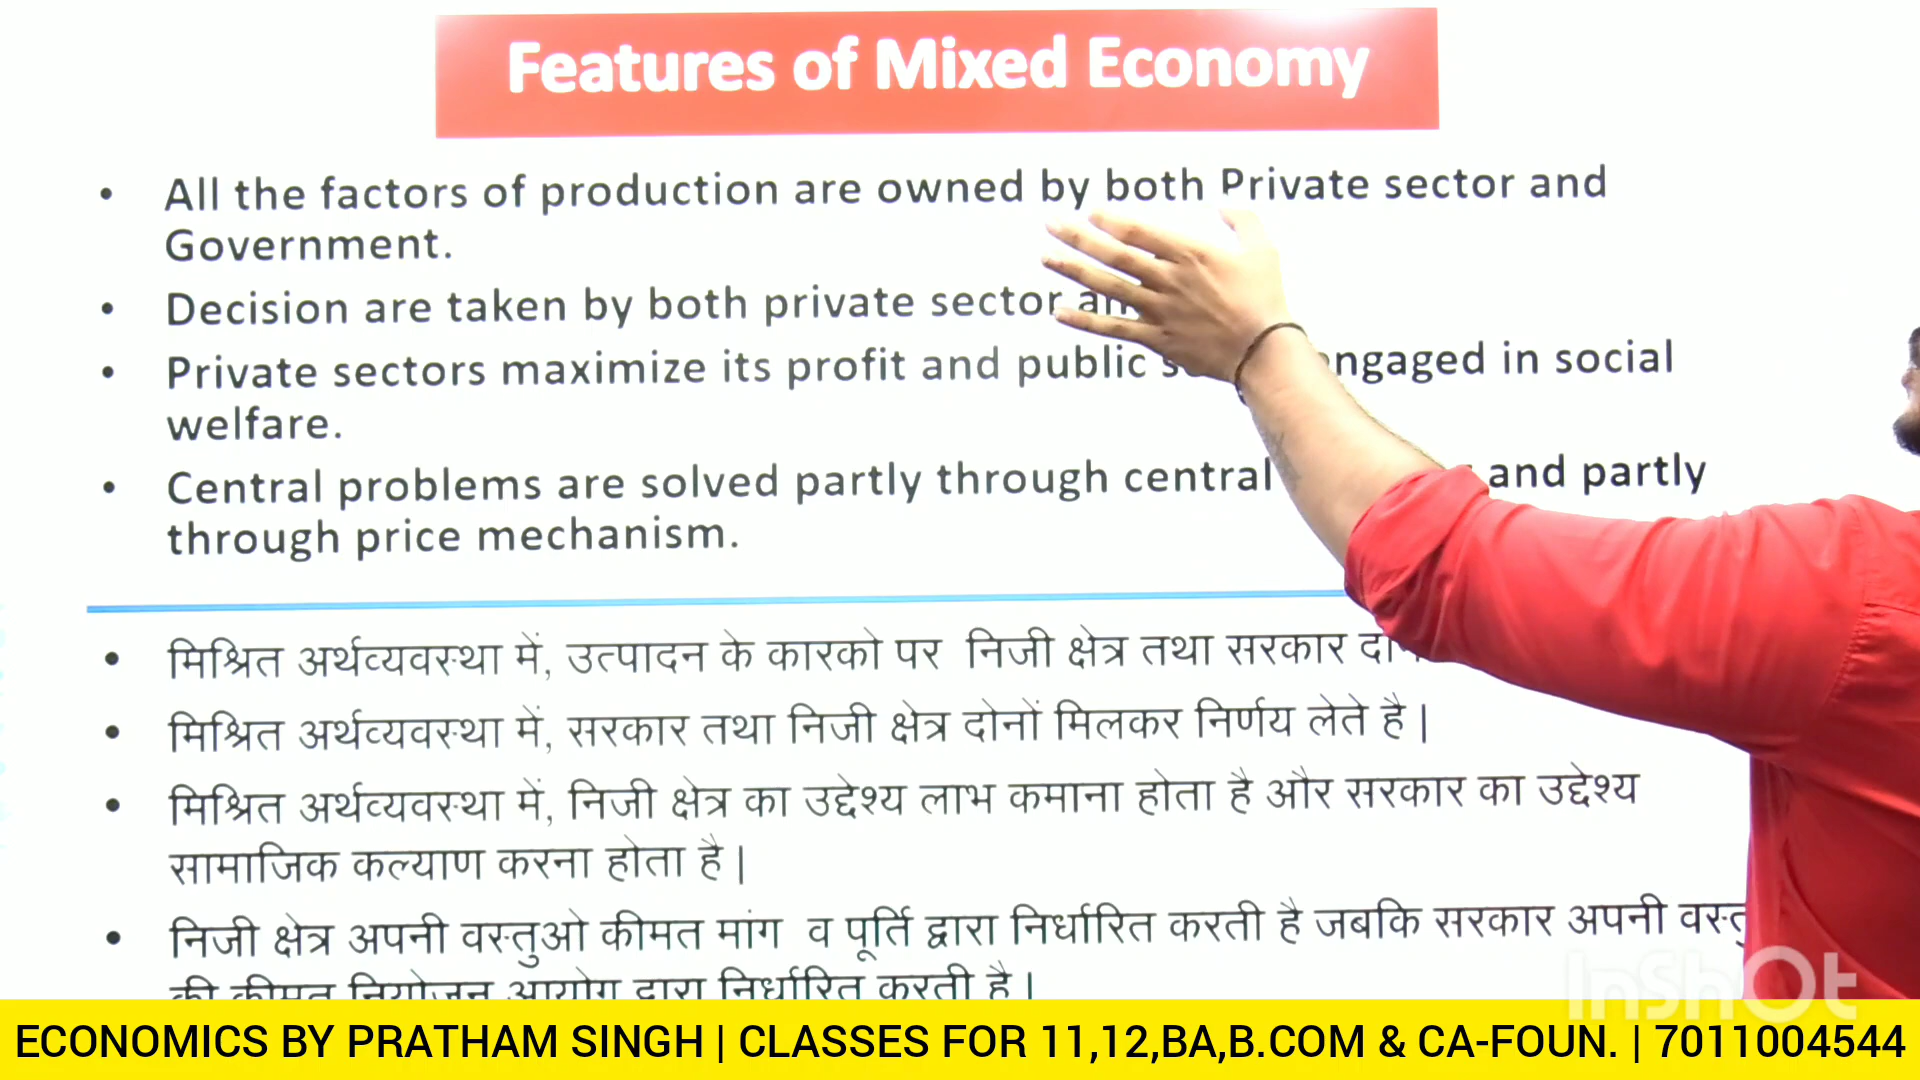 Features of Mixed Economy
• All the factors of production are owned by both Private sector and
Government.
• Decision are taken by both private sector
• Private sectors maximize its profit and public engaged in social
welfare.
• Central problems are solved partly through central and partly
through price mechanism.
• मिश्रित अर्थव्यवस्था में, उत्पादन के कारको पर निजी क्षेत्र तथा सरकार
• मिश्रित अर्थव्यवस्था में, सरकार तथा निजी क्षेत्र दोनों मिलकर निर्णय लेते है |
• मिश्रित अर्थव्यवस्था में, निजी क्षेत्र का उद्देश्य लाभ कमाना होता है और सरकार का उद्देश्य
सामाजिक कल्याण करना होता है |
• निजी क्षेत्र अपनी वस्तुओ कीमत मांग व पूर्ति द्वारा निर्धारित करती है जबकि सरकार अपनी
की कीमत नियोजन आयोग द्वारा निर्धारित करती है |
InShOt
ECONOMICS BY PRATHAM SINGH | CLASSES FOR 11,12,BA,B.COM & CA-FOUN. | 7011004544